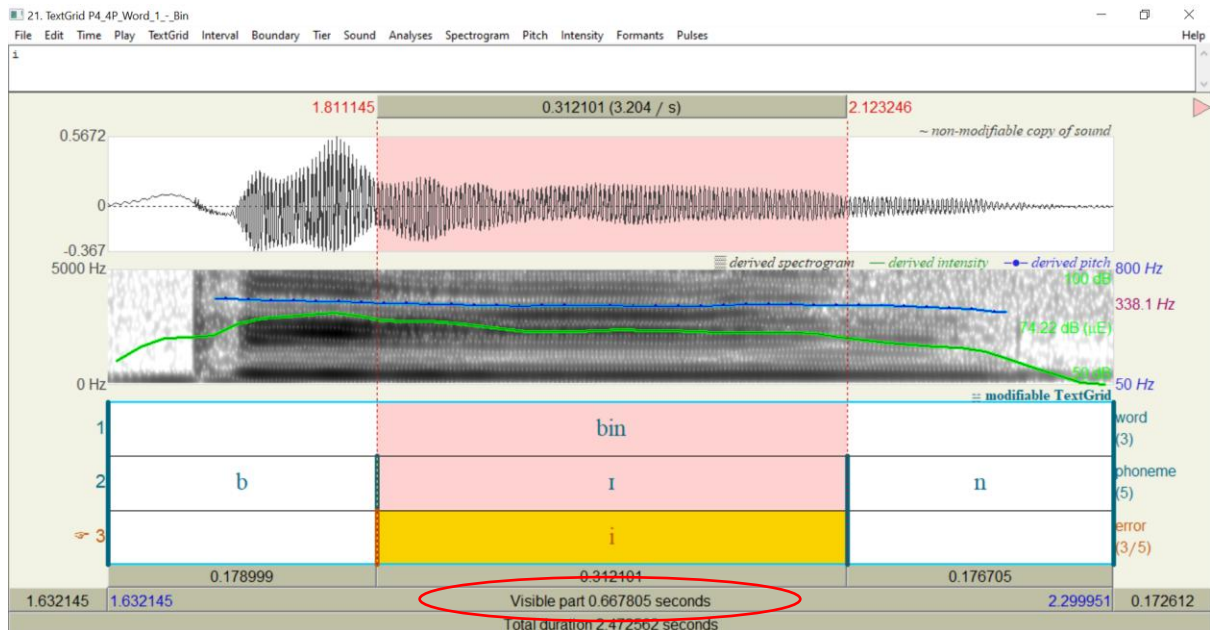 21. TextGrid P4_4P_Word_1_-_Bin
File Edit Time Play TextGrid Interval Boundary Tier Sound Analyses Spectrogram Pitch Intensity Formants Pulses Help
i
1.811145 0.312101 (3.204 / s) 2.123246
0.5672 ~ non-modifiable copy of sound
0
-0.367
5000 Hz derived spectrogram derived intensity derived pitch 800 Hz
100 dB
338.1 Hz
74.22 dB (µE)
50 dB
0 Hz 50 Hz
modifiable TextGrid
1 bin word
(3)
2 b ɪ n phoneme
(5)
3 i error
(3/5)
0.178999 0.312101 0.176705
1.632145 1.632145 Visible part 0.667805 seconds 2.299951 0.172612
Total duration 2.472562 seconds